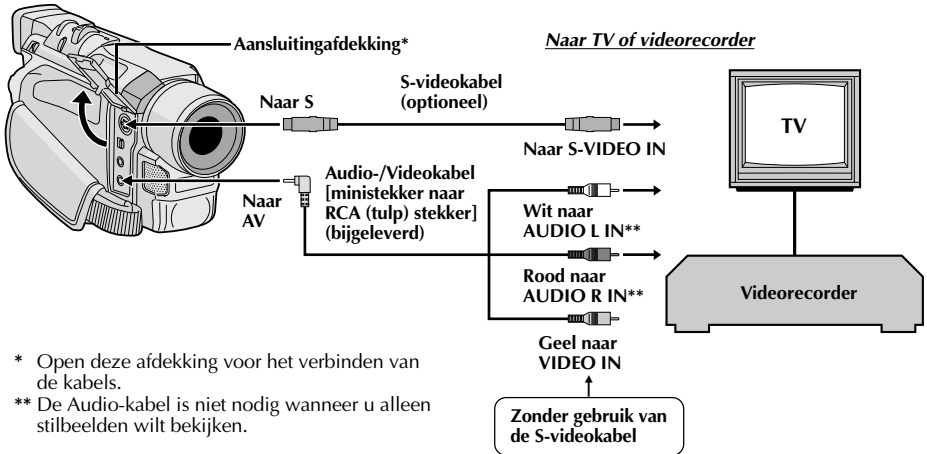 Aansluitingafdekking*
Naar TV of videorecorder
Naar S
S-videokabel
(optioneel)
Naar S-VIDEO IN
TV
Naar
AV
Audio-/Videokabel
[ministekker naar
RCA (tulp) stekker]
(bijgeleverd)
Wit naar
AUDIO L IN**
Rood naar
AUDIO R IN**
Videorecorder
Geel naar
VIDEO IN
Zonder gebruik van
de S-videokabel
* Open deze afdekking voor het verbinden van
de kabels.
** De Audio-kabel is niet nodig wanneer u alleen
stilbeelden wilt bekijken.